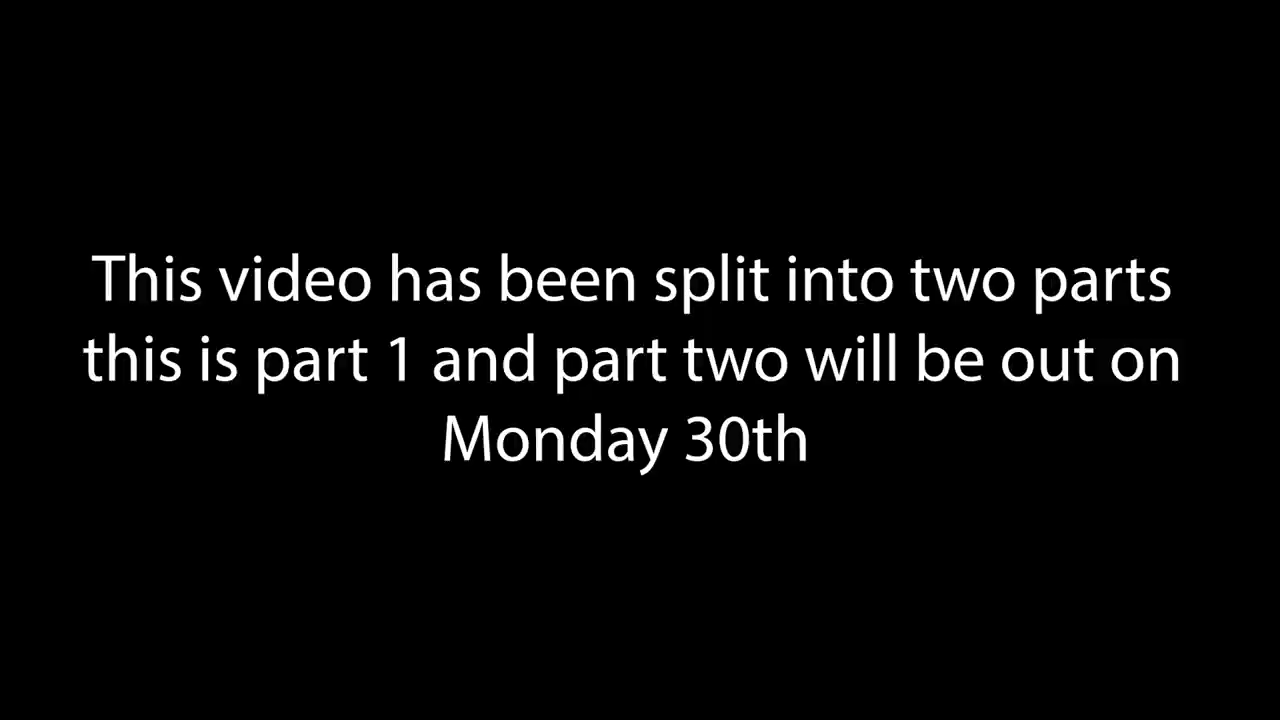 This video has been split into two parts
this is part 1 and part two will be out on
Monday 30th